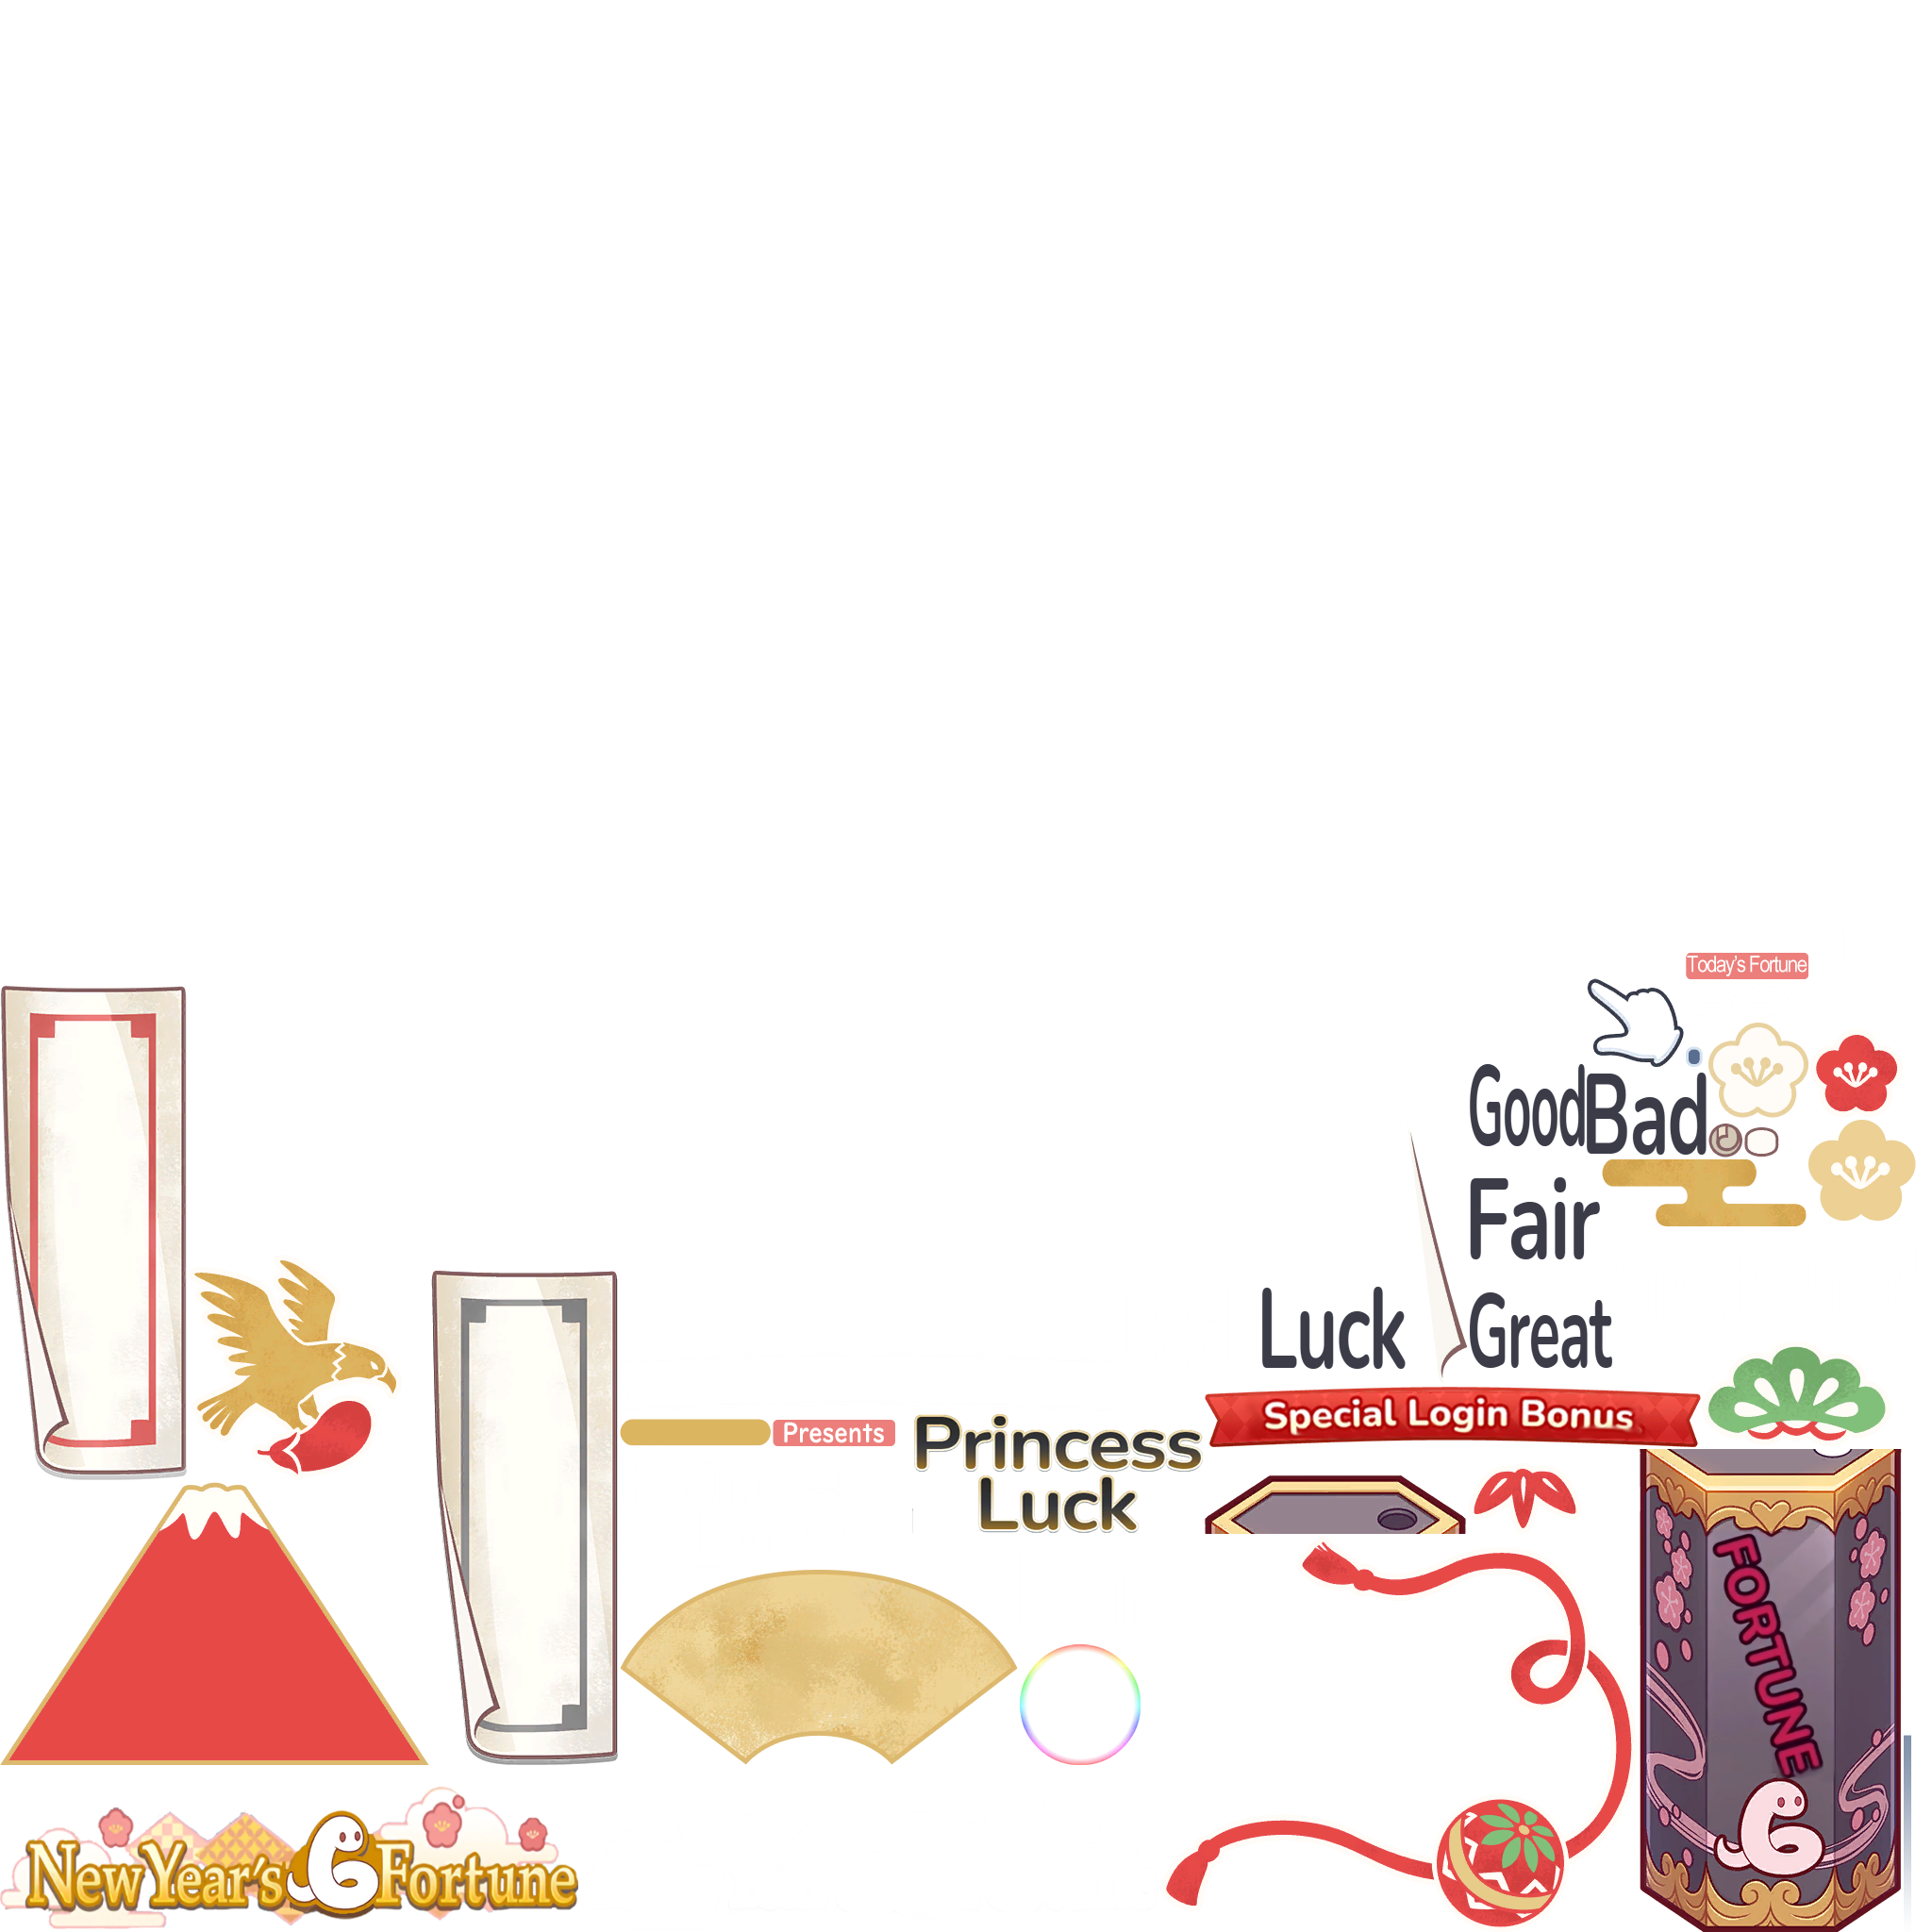 Today's Fortune
Good
Bad
Fair
Luck
Great
Special Login Bonus
Presents
Princess
Luck
FORTUNE
New Year's Fortune